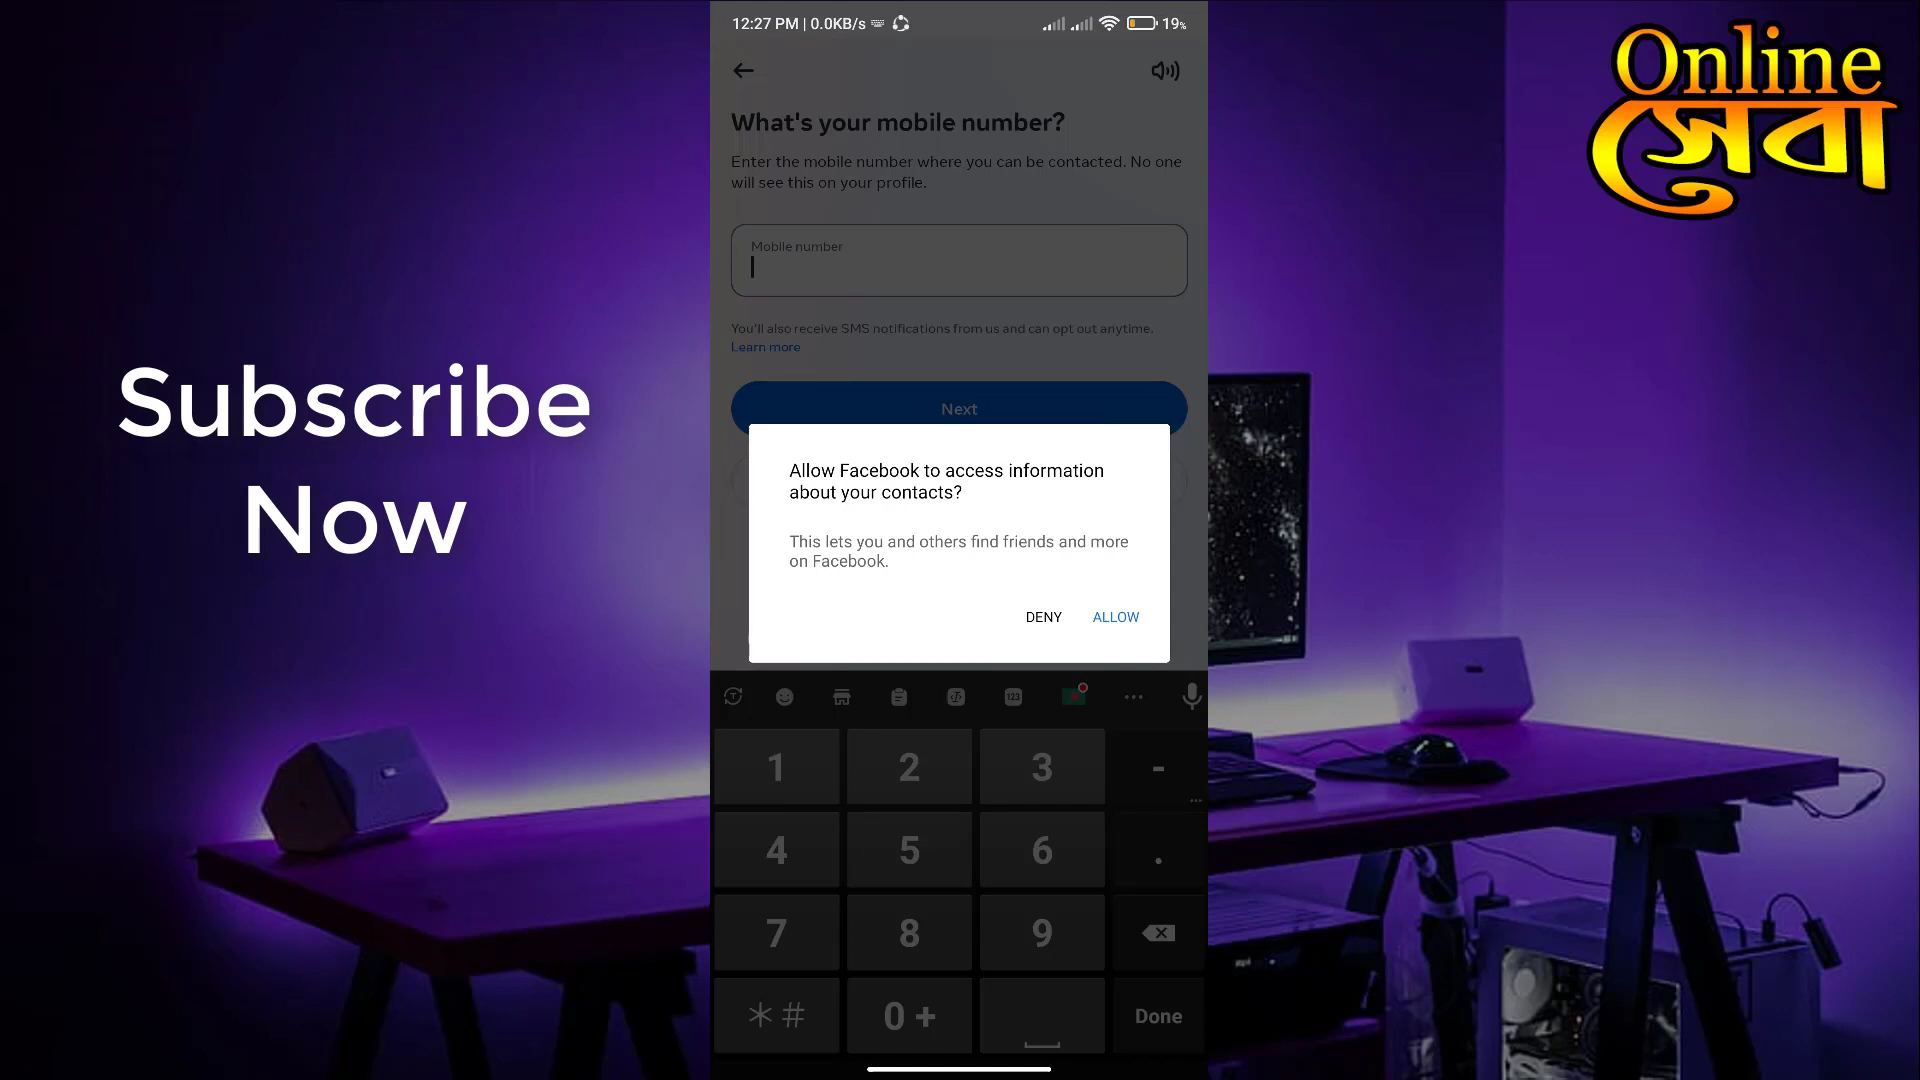 12:27 PM | 0.0KB/s
19%
Online
সেবা
What's your mobile number?
Enter the mobile number where you can be contacted. No one
will see this on your profile.
Mobile number
You'll also receive SMS notifications from us and can opt out anytime.
Learn more
Next
Subscribe
Now
Allow Facebook to access information
about your contacts?
This lets you and others find friends and more
on Facebook.
DENY ALLOW
123
1 2 3 -
4 5 6 .
7 8 9
*# 0 + Done